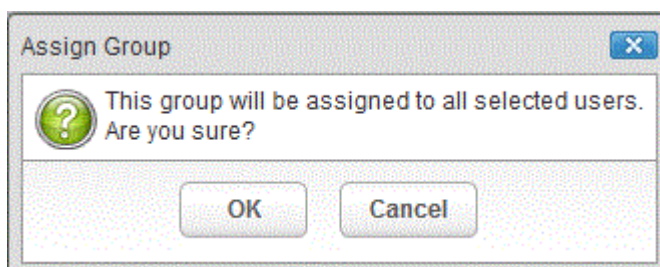 Assign Group
This group will be assigned to all selected users.
Are you sure?
OK
Cancel